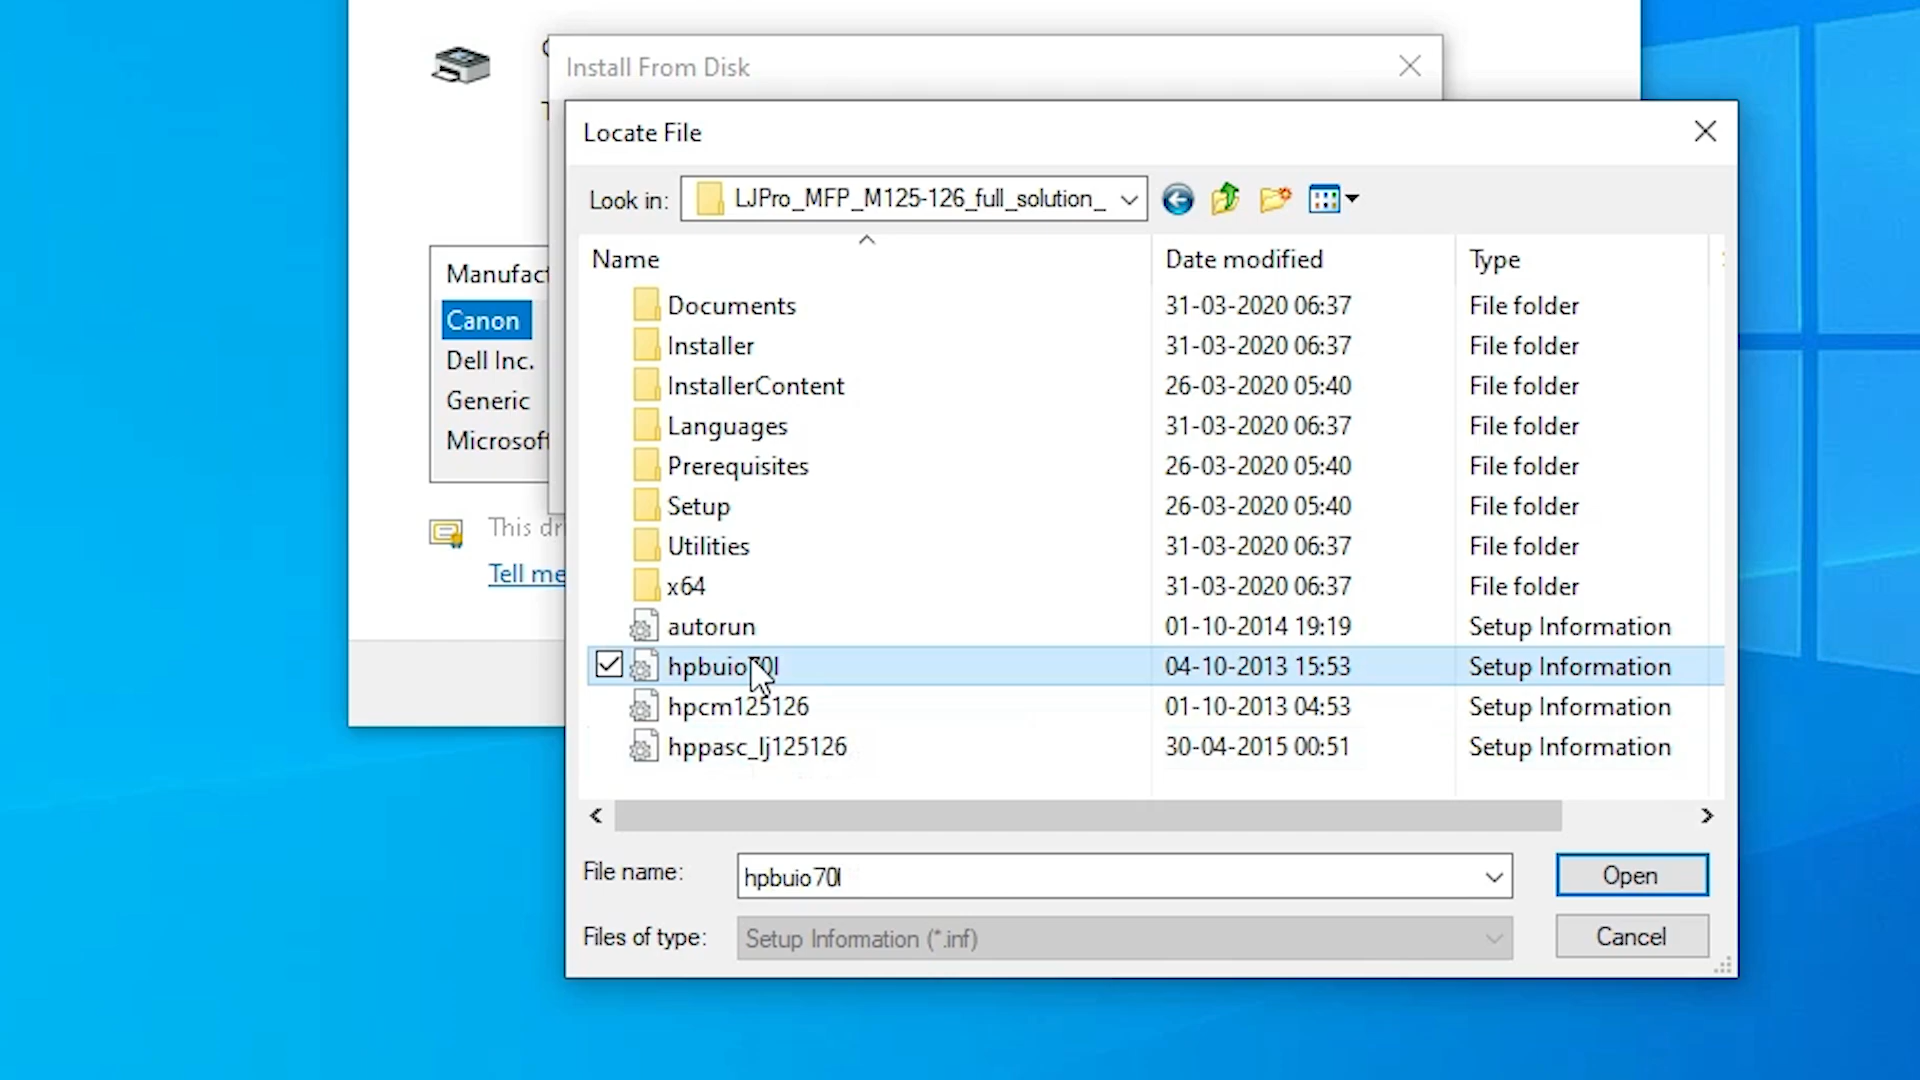 Install From Disk
Locate File
Look in: LJPro_MFP_M125-126_full_solution_
Name Date modified Type
Documents 31-03-2020 06:37 File folder
Installer 31-03-2020 06:37 File folder
InstallerContent 26-03-2020 05:40 File folder
Languages 31-03-2020 06:37 File folder
Prerequisites 26-03-2020 05:40 File folder
Setup 26-03-2020 05:40 File folder
Utilities 31-03-2020 06:37 File folder
x64 31-03-2020 06:37 File folder
autorun 01-10-2014 19:19 Setup Information
hpbuio70l 04-10-2013 15:53 Setup Information
hpcm125126 01-10-2013 04:53 Setup Information
hppasc_lj125126 30-04-2015 00:51 Setup Information
File name: hpbuio70l
Open
Files of type: Setup Information (*.inf)
Cancel
Manufact
Canon
Dell Inc.
Generic
Microsoft
This dri
Tell me